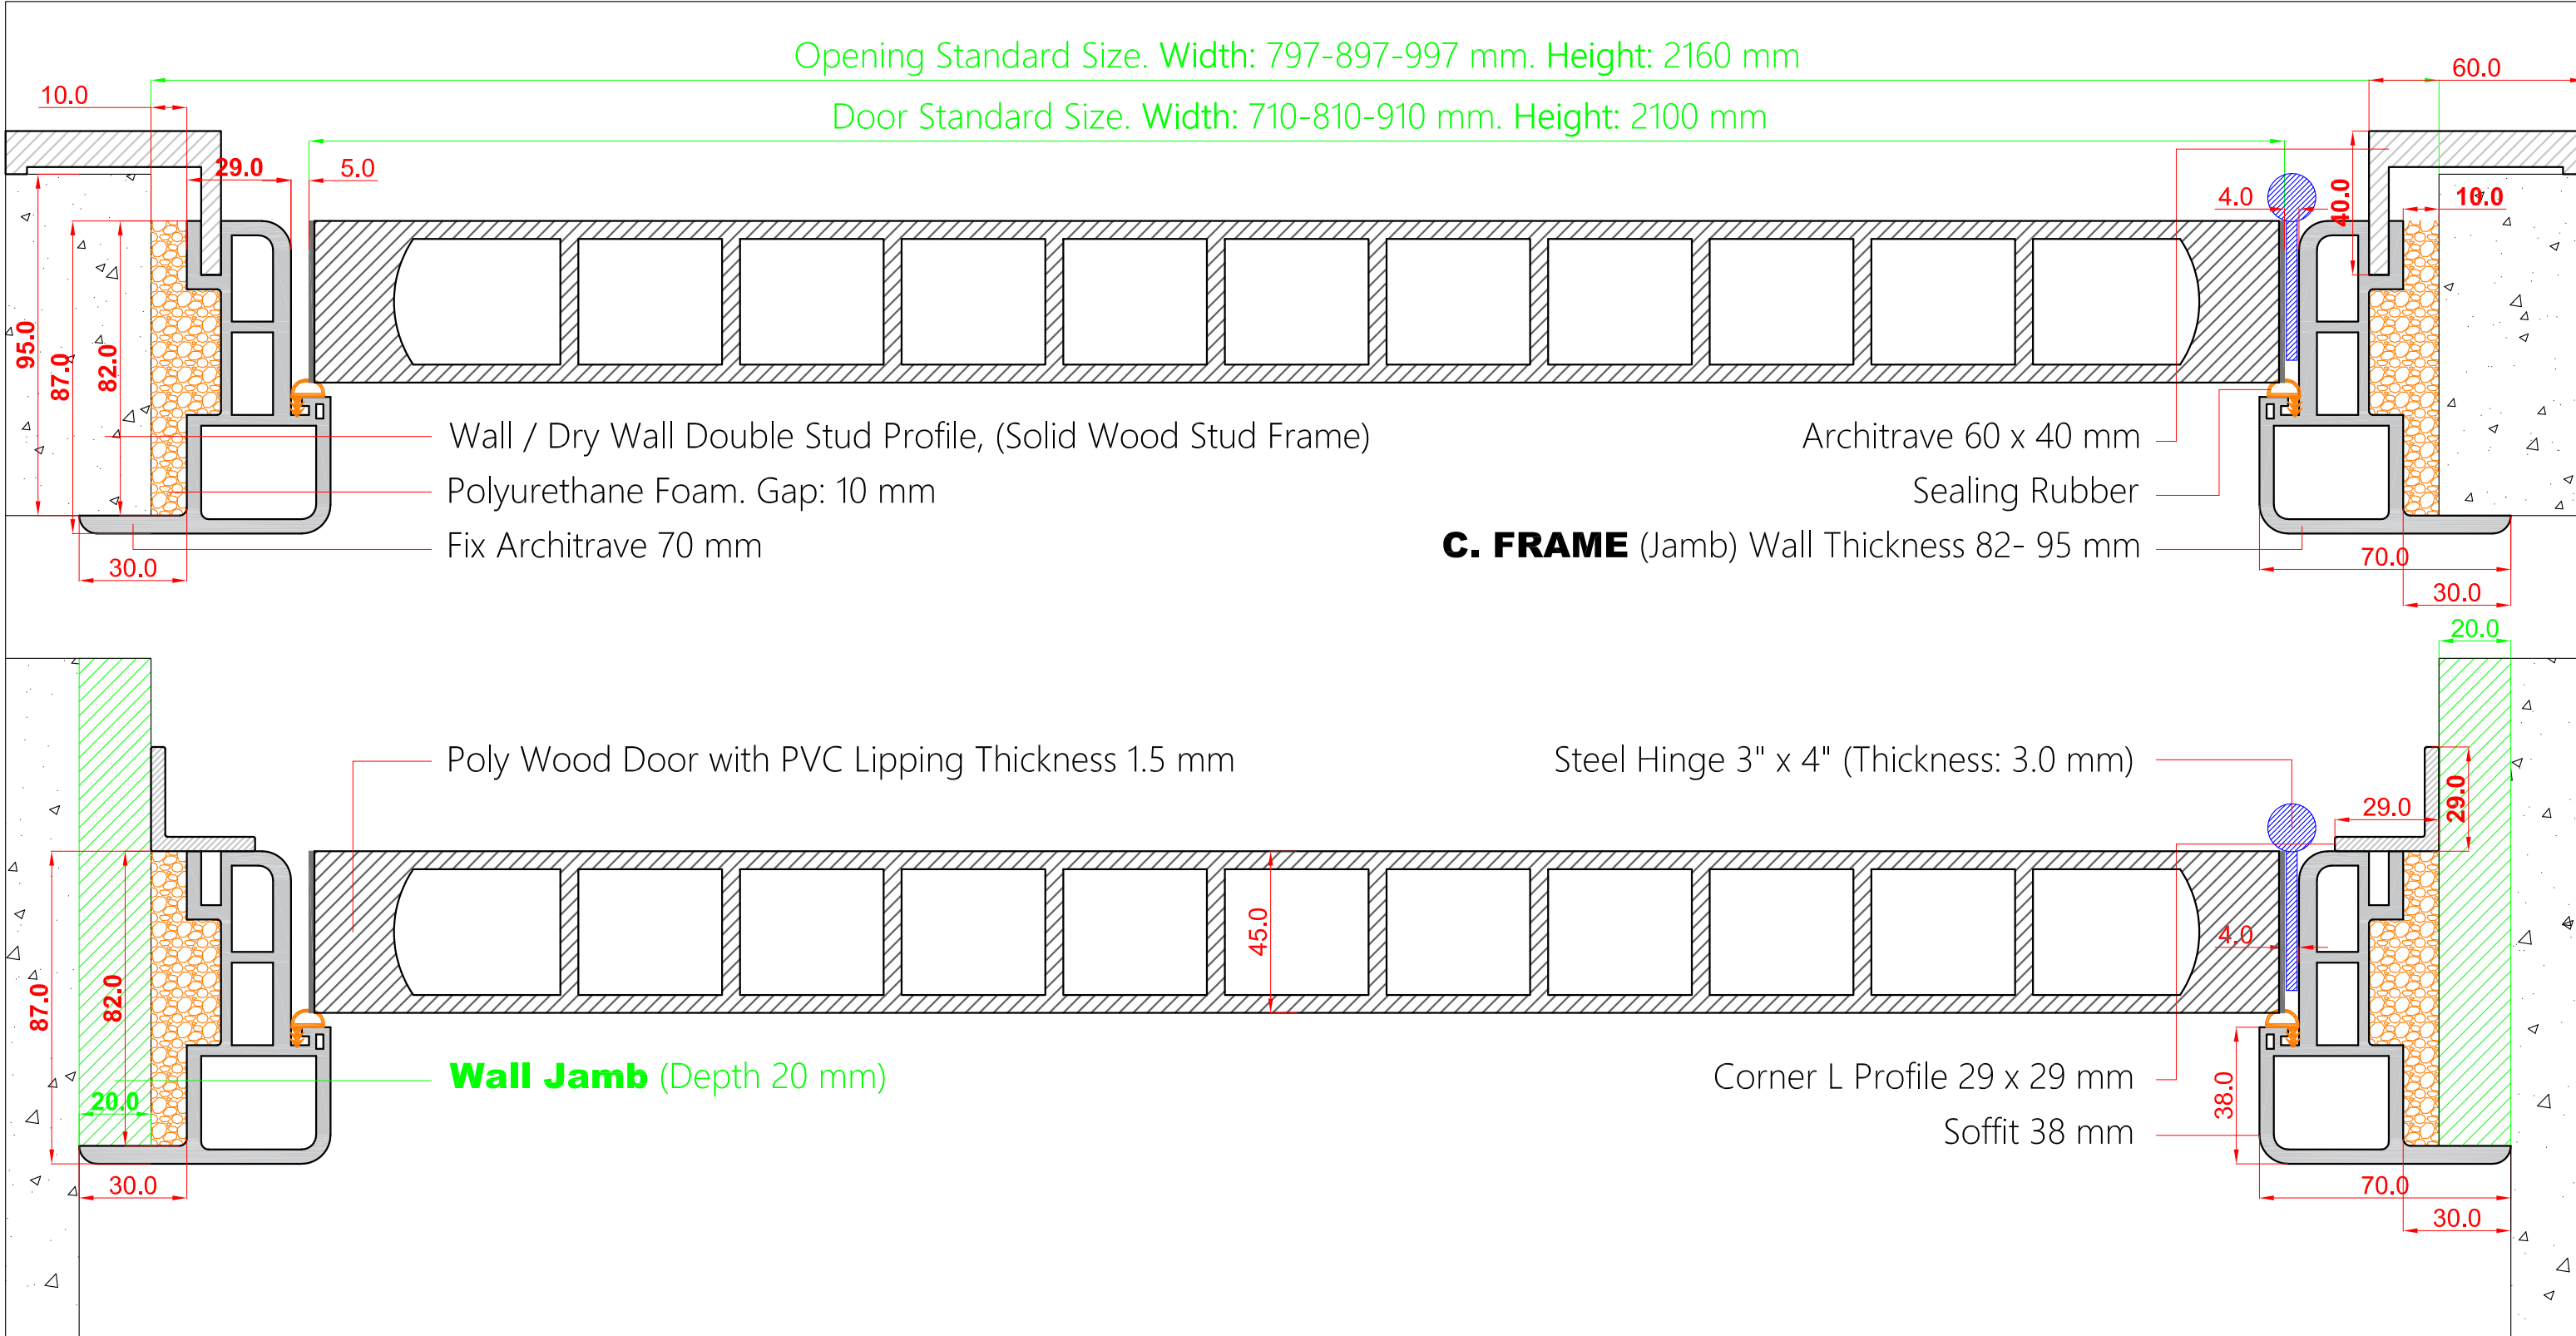 Opening Standard Size. Width: 797-897-997 mm. Height: 2160 mm
60.0
10.0
Door Standard Size. Width: 710-810-910 mm. Height: 2100 mm
29.0
5.0
4.0
40.0
10.0
95.0
87.0
82.0
Wall / Dry Wall Double Stud Profile, (Solid Wood Stud Frame)
Architrave 60 x 40 mm
Polyurethane Foam. Gap: 10 mm
Sealing Rubber
Fix Architrave 70 mm
C. FRAME (Jamb) Wall Thickness 82- 95 mm
30.0
70.0
30.0
20.0
Poly Wood Door with PVC Lipping Thickness 1.5 mm
Steel Hinge 3" x 4" (Thickness: 3.0 mm)
29.0
29.0
45.0
4.0
87.0
82.0
Wall Jamb (Depth 20 mm)
Corner L Profile 29 x 29 mm
20.0
38.0
Soffit 38 mm
30.0
70.0
30.0